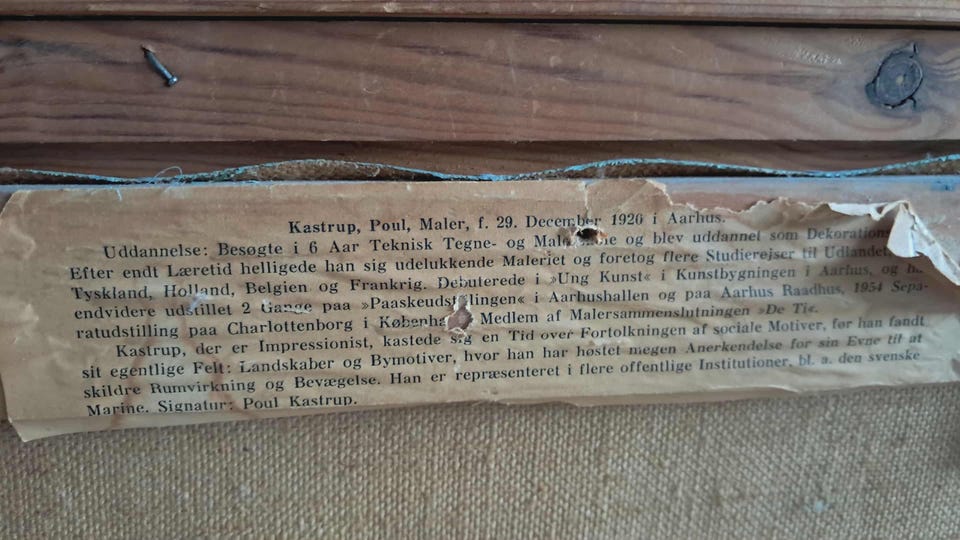 Kastrup, Poul, Maler, f. 29. December 1920 i Aarhus.
Uddannelse: Besøgte i 6 Aar Teknisk Tegne- og og blev uddannet som Dekorations
Efter endt Læretid helligede han sig udelukkende Maleriet og foretog flere Studierejser til Udlandet,
Tyskland, Holland, Belgien og Frankrig. Debuterede i »Ung Kunst« i Kunstbygningen i Aarhus, og
endvidere udstillet 2 Gange paa »Paaskeudstillingen« i Aarhushallen og paa Aarhus Raadhus, 1954 Sepa-
ratudstilling paa Charlottenborg i Medlem af Malersammenslutningen »De Ti«.
Kastrup, der er Impressionist, kastede sig en Tid over Fortolkningen af sociale Motiver, før han fandt
sit egentlige Felt: Landskaber og Bymotiver, hvor han har høstet megen Anerkendelse for sin Evne til at
skildre Rumvirkning og Bevægelse. Han er repræsenteret i flere offentlige Institutioner, bl. a. den svenske
Marine. Signatur: Poul Kastrup.